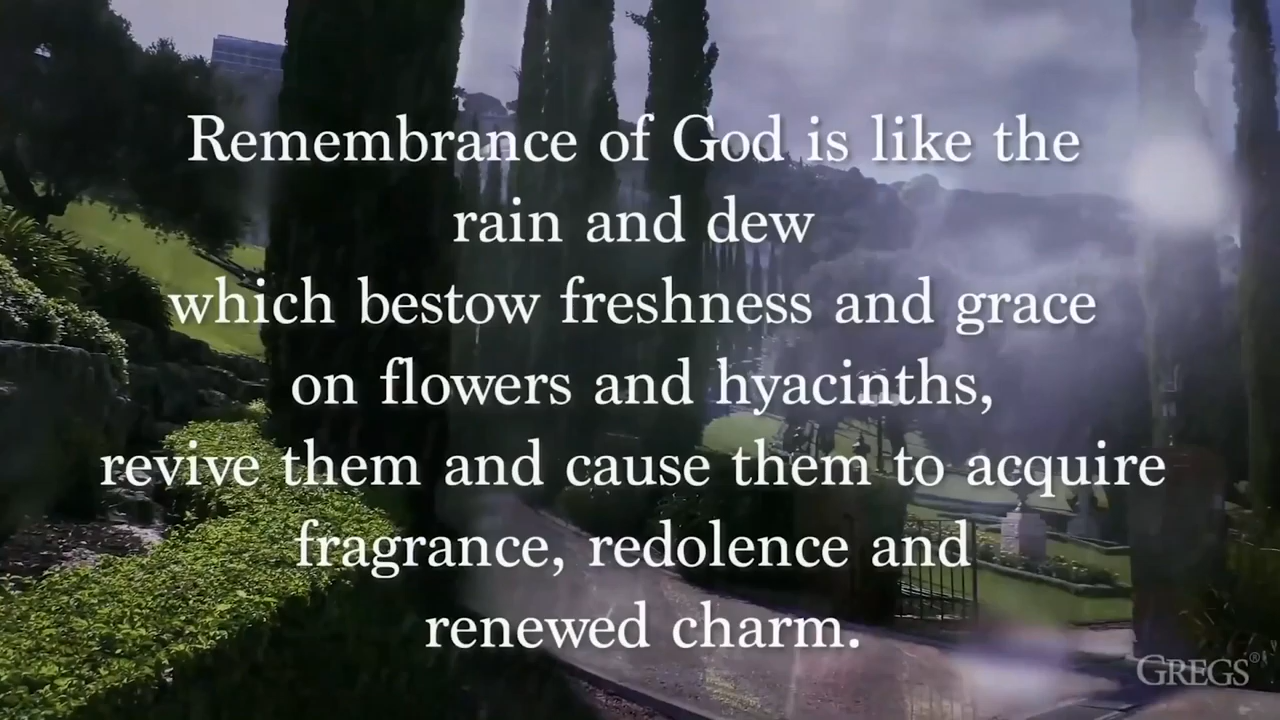 Remembrance of God is like the
rain and dew
which bestow freshness and grace
on flowers and hyacinths,
revive them and cause them to acquire
fragrance, redolence and
renewed charm.
GREGS®